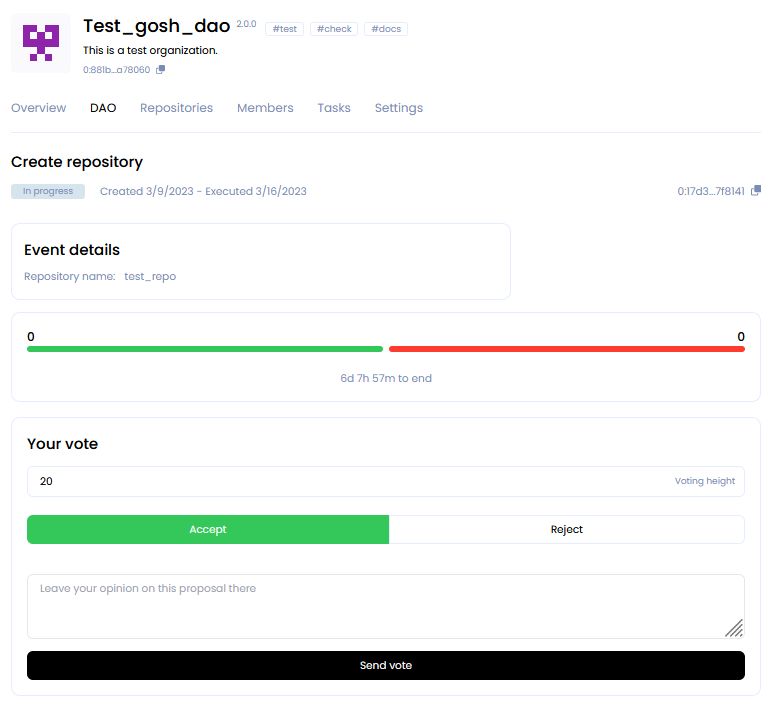 Test_gosh_dao 2.0.0 #test #check #docs
This is a test organization.
0:881b...a78060
Overview DAO Repositories Members Tasks Settings
Create repository
In progress Created 3/9/2023 - Executed 3/16/2023 0:17d3...7f8141
Event details
Repository name: test_repo
0 0
6d 7h 57m to end
Your vote
20 Voting height
Accept Reject
Leave your opinion on this proposal there
Send vote